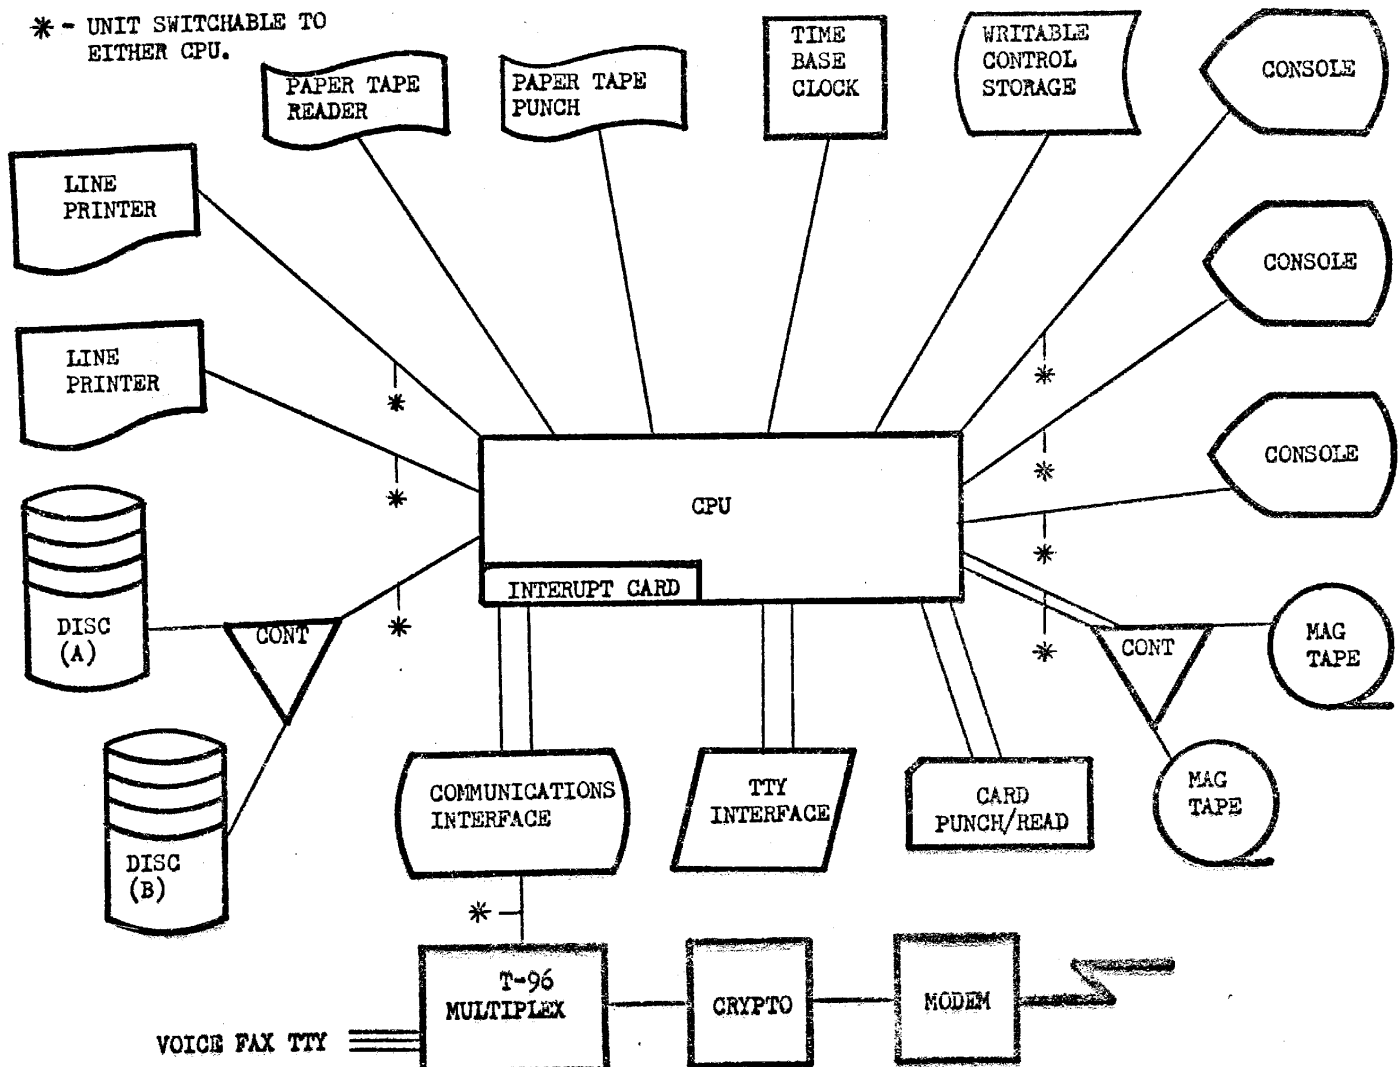 * - UNIT SWITCHABLE TO
EITHER CPU.
PAPER TAPE
READER
PAPER TAPE
PUNCH
TIME
BASE
CLOCK
WRITABLE
CONTROL
STORAGE
CONSOLE
LINE
PRINTER
CONSOLE
LINE
PRINTER
*
*
*
*
CONSOLE
*
*
CPU
INTERUPT CARD
DISC
(A)
CONT
*
*
CONT
MAG
TAPE
DISC
(B)
COMMUNICATIONS
INTERFACE
TTY
INTERFACE
CARD
PUNCH/READ
MAG
TAPE
*
T-96
MULTIPLEX
CRYPTO
MODEM
VOICE FAX TTY